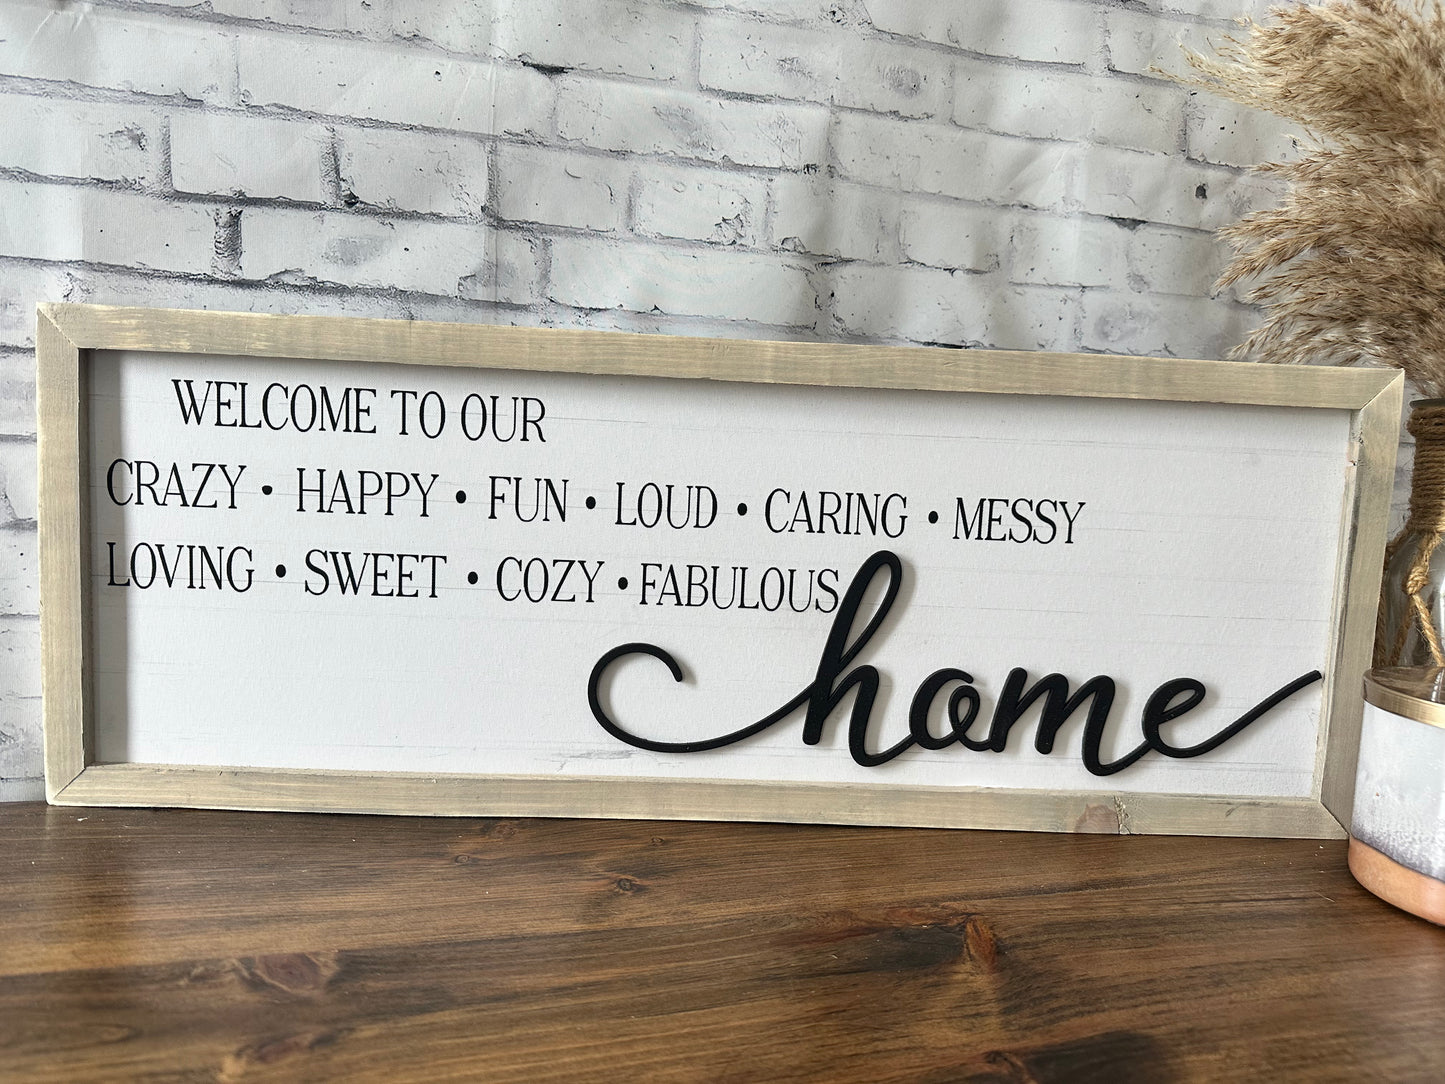 WELCOME TO OUR
CRAZY • HAPPY • FUN • LOUD • CARING • MESSY
LOVING • SWEET • COZY • FABULOUS
home